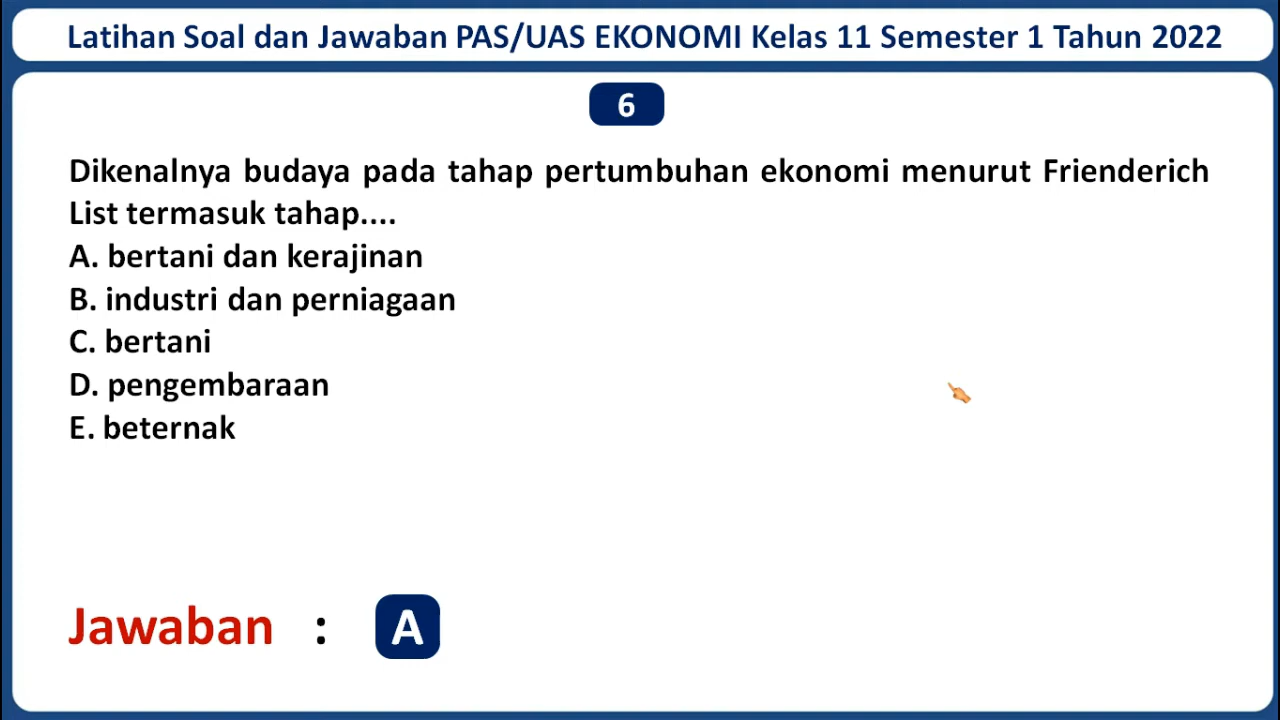 Latihan Soal dan Jawaban PAS/UAS EKONOMI Kelas 11 Semester 1 Tahun 2022
6
Dikenalnya budaya pada tahap pertumbuhan ekonomi menurut Frienderich
List termasuk tahap....
A. bertani dan kerajinan
B. industri dan perniagaan
C. bertani
D. pengembaraan
E. beternak
Jawaban : A